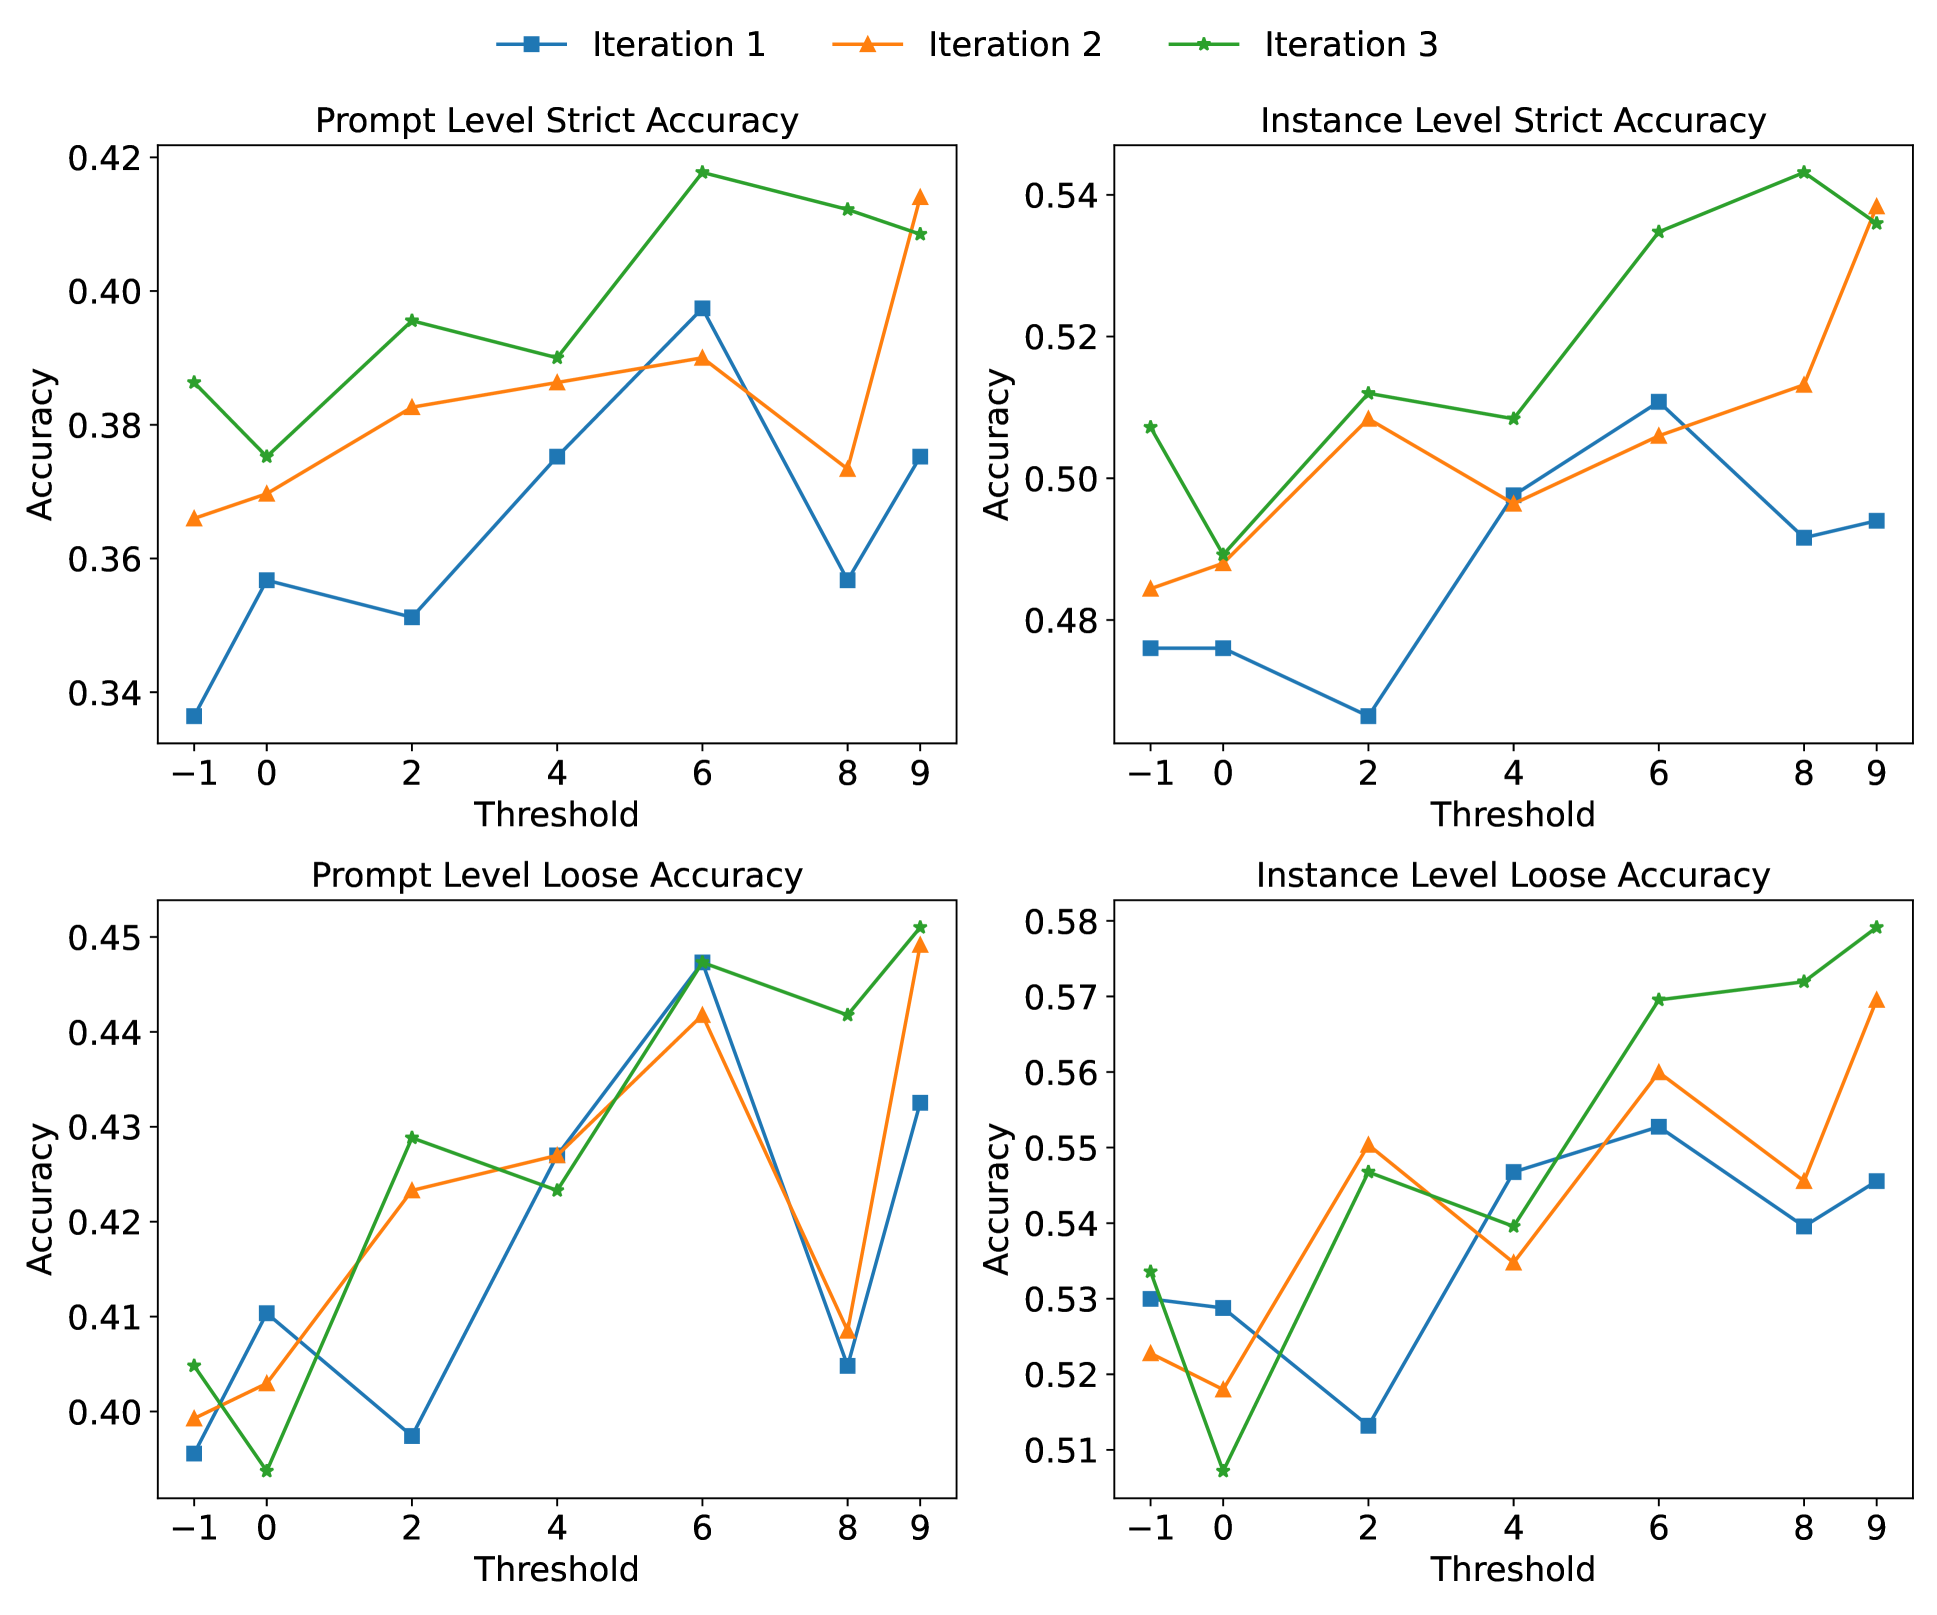 Iteration 1 Iteration 2 Iteration 3
Prompt Level Strict Accuracy
0.42
0.40
0.38
0.36
0.34
Accuracy
−1 0 2 4 6 8 9
Threshold
Instance Level Strict Accuracy
0.54
0.52
0.50
0.48
Accuracy
−1 0 2 4 6 8 9
Threshold
Prompt Level Loose Accuracy
0.45
0.44
0.43
0.42
0.41
0.40
Accuracy
−1 0 2 4 6 8 9
Threshold
Instance Level Loose Accuracy
0.58
0.57
0.56
0.55
0.54
0.53
0.52
0.51
Accuracy
−1 0 2 4 6 8 9
Threshold